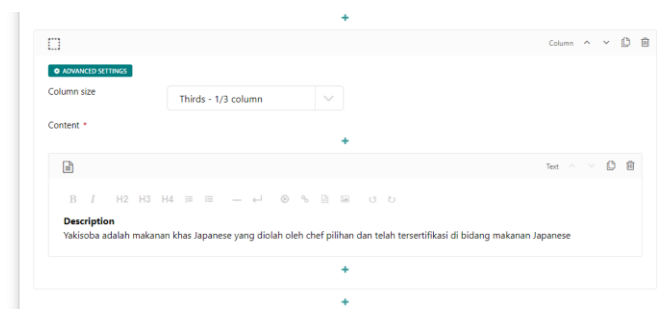 Column
ADVANCED SETTINGS
Column size
Thirds - 1/3 column
Content *
Text
B I H2 H3 H4
Description
Yakisoba adalah makanan khas Japanese yang diolah oleh chef pilihan dan telah tersertifikasi di bidang makanan Japanese